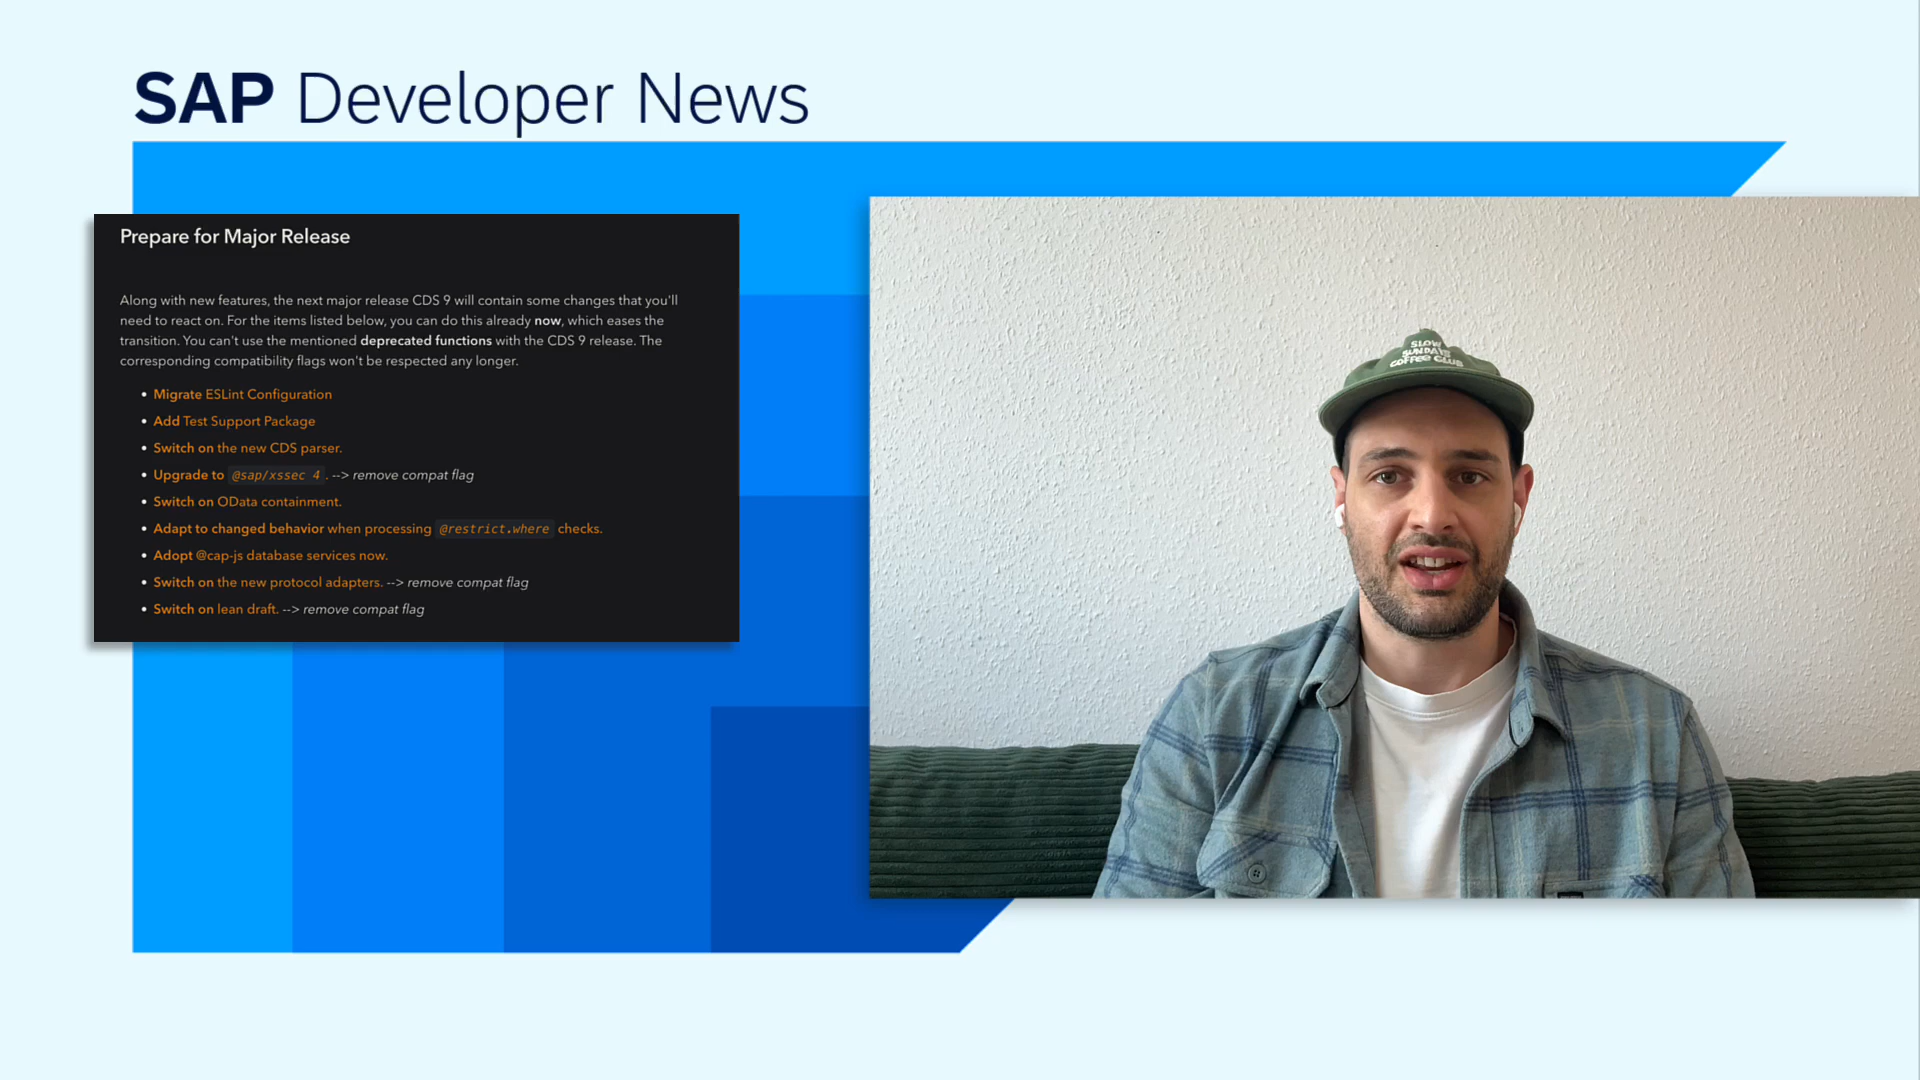 SAP Developer News
Prepare for Major Release
Along with new features, the next major release CDS 9 will contain some changes that you'll
need to react on. For the items listed below, you can do this already now, which eases the
transition. You can't use the mentioned deprecated functions with the CDS 9 release. The
corresponding compatibility flags won't be respected any longer.
• Migrate ESLint Configuration
• Add Test Support Package
• Switch on the new CDS parser.
• Upgrade to @sap/xssec 4 . --> remove compat flag
• Switch on OData containment.
• Adapt to changed behavior when processing @restrict.where checks.
• Adopt @cap-js database services now.
• Switch on the new protocol adapters. --> remove compat flag
• Switch on lean draft. --> remove compat flag
SLOW
SUNDAYS
COFFEE CLUB